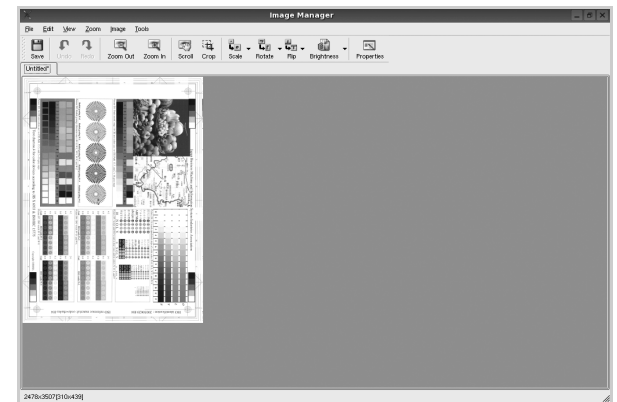 Image Manager
File Edit View Zoom Image Tools
Save Undo Redo Zoom Out Zoom In Scroll Crop Scale Rotate Flip Brightness Properties
Untitled*
2478x3507[310x439]